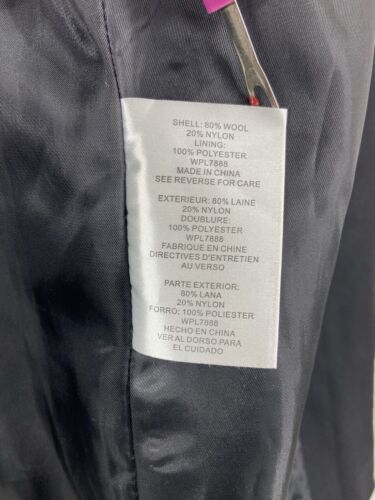 SHELL: 80% WOOL
20% NYLON
LINING:
100% POLYESTER
WPL7888
MADE IN CHINA
SEE REVERSE FOR CARE
EXTERIEUR: 80% LAINE
20% NYLON
DOUBLURE:
100% POLYESTER
WPL7888
FABRIQUE EN CHINE
DIRECTIVES D'ENTRETIEN
AU VERSO
PARTE EXTERIOR:
80% LANA
20% NYLON
FORRO: 100% POLIESTER
WPL7888
HECHO EN CHINA
VER AL DORSO PARA
EL CUIDADO